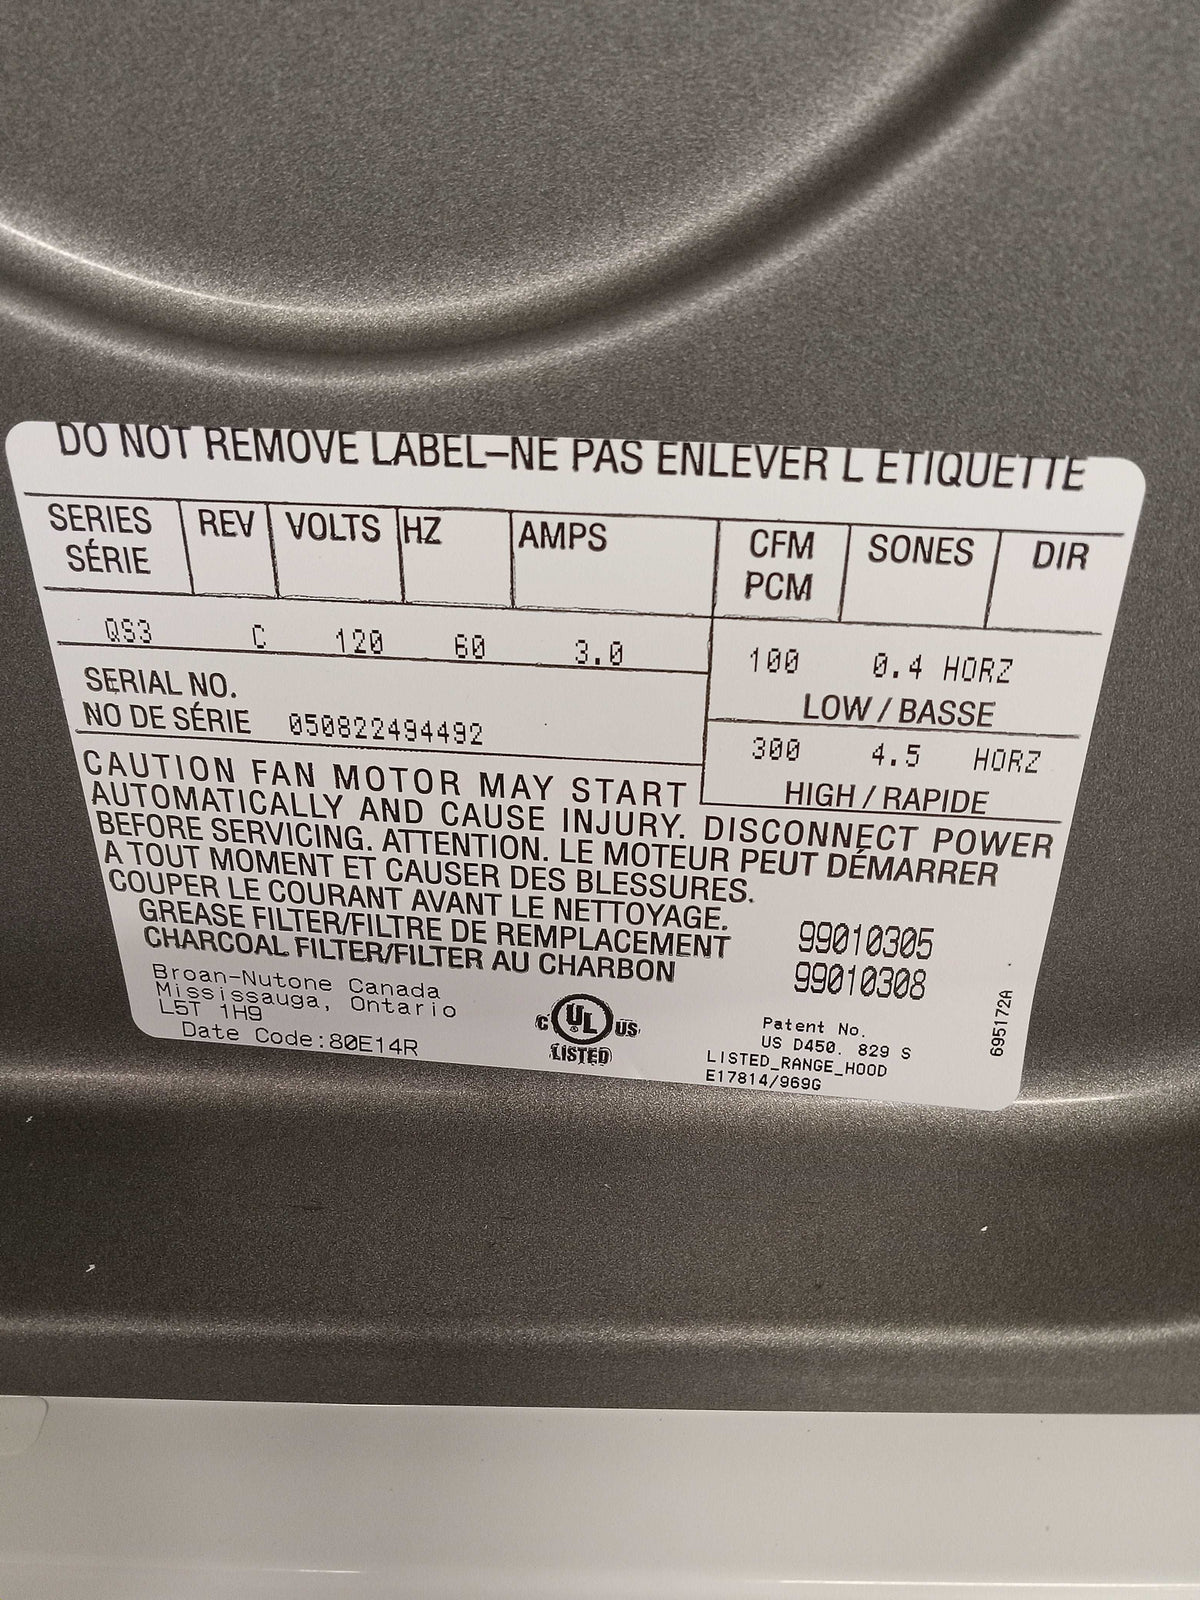 DO NOT REMOVE LABEL–NE PAS ENLEVER L ETIQUETTE
SERIES REV VOLTS HZ AMPS CFM SONES DIR
SÉRIE PCM
QS3 C 120 60 3.0 100 0.4 HORZ
LOW / BASSE
SERIAL NO.
NO DE SÉRIE 050822494492
300 4.5 HORZ
HIGH / RAPIDE
CAUTION FAN MOTOR MAY START
AUTOMATICALLY AND CAUSE INJURY. DISCONNECT POWER
BEFORE SERVICING. ATTENTION. LE MOTEUR PEUT DÉMARRER
A TOUT MOMENT ET CAUSER DES BLESSURES.
COUPER LE COURANT AVANT LE NETTOYAGE.
GREASE FILTER/FILTRE DE REMPLACEMENT 99010305
CHARCOAL FILTER/FILTER AU CHARBON 99010308
Broan-Nutone Canada
Mississauga, Ontario
L5T 1H9
Date Code:80E14R
C UL US
LISTED
Patent No.
US D450. 829 S
LISTED_RANGE_HOOD
E17814/969G
695172A